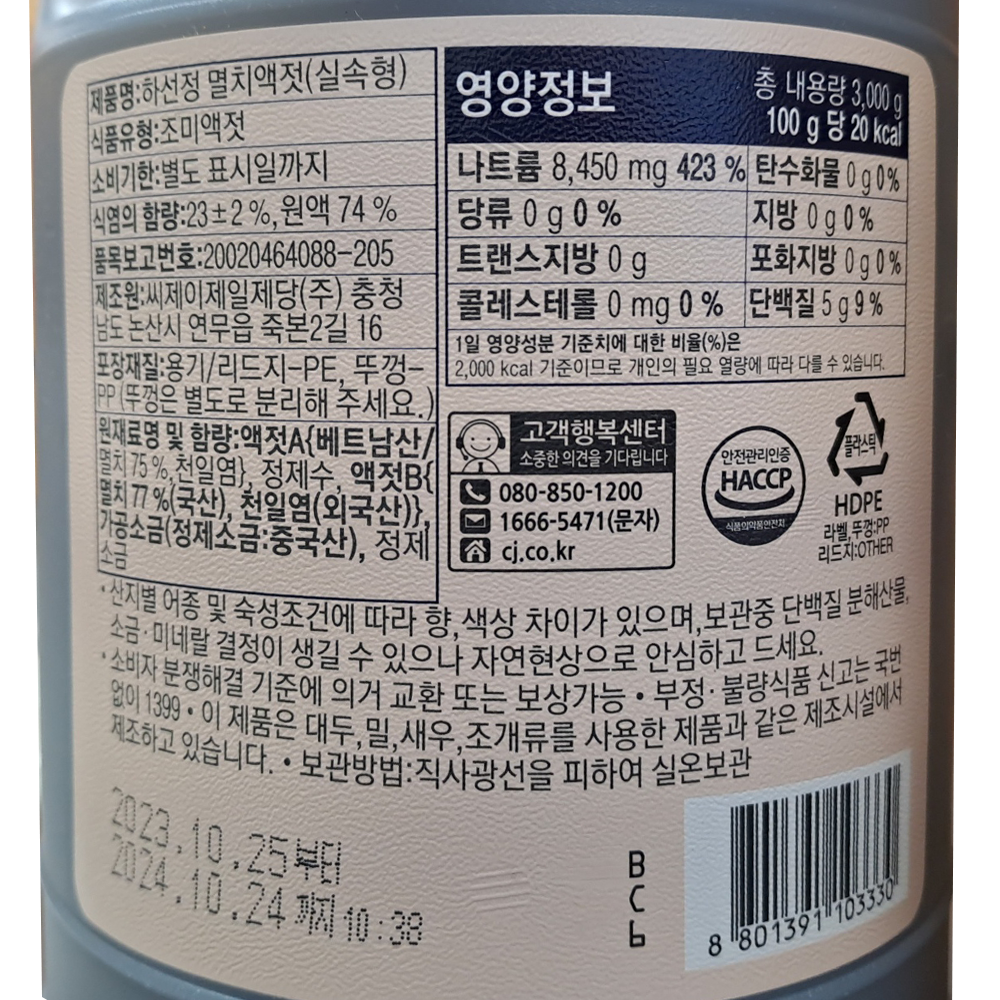 제품명:하선정 멸치액젓(실속형)
식품유형:조미액젓
소비기한:별도 표시일까지
식염의 함량:23±2 %, 원액 74 %
품목보고번호:20020464088-205
제조원:씨제이제일제당(주) 충청
남도 논산시 연무읍 죽본2길 16
포장재질:용기/리드지-PE, 뚜껑-
PP (뚜껑은 별도로 분리해 주세요.)
원재료명 및 함량:액젓A{베트남산/
멸치 75 %, 천일염}, 정제수, 액젓B{
멸치 77 %(국산), 천일염(외국산)},
가공소금(정제소금:중국산), 정제
소금
영양정보
총 내용량 3,000 g
100 g 당 20 kcal
나트륨 8,450 mg 423 % 탄수화물 0 g 0 %
당류 0 g 0 % 지방 0 g 0 %
트랜스지방 0 g 포화지방 0 g 0 %
콜레스테롤 0 mg 0 % 단백질 5 g 9 %
1일 영양성분 기준치에 대한 비율(%)은
2,000 kcal 기준이므로 개인의 필요 열량에 따라 다를 수 있습니다.
고객행복센터
소중한 의견을 기다립니다
080-850-1200
1666-5471(문자)
cj.co.kr
안전관리인증
HACCP
식품의약품안전처
플라스틱
HDPE
라벨, 뚜껑:PP
리드지:OTHER
• 산지별 어종 및 숙성조건에 따라 향, 색상 차이가 있으며, 보관중 단백질 분해산물,
소금·미네랄 결정이 생길 수 있으나 자연현상으로 안심하고 드세요.
• 소비자 분쟁해결 기준에 의거 교환 또는 보상가능 • 부정·불량식품 신고는 국번
없이 1399 • 이 제품은 대두, 밀, 새우, 조개류를 사용한 제품과 같은 제조시설에서
제조하고 있습니다. • 보관방법:직사광선을 피하여 실온보관
2023.10.25부터
2024.10.24까지 10:38
B
C
6
8 801391 103330